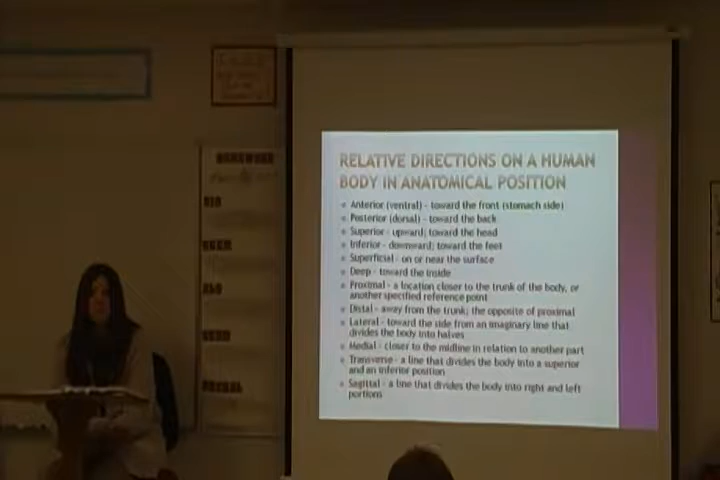 HOMEWORK
RELATIVE DIRECTIONS ON A HUMAN
BODY IN ANATOMICAL POSITION
Anterior (ventral) - toward the front (stomach side)
Posterior (dorsal) - toward the back
Superior - upward; toward the head
Inferior - downward; toward the feet
Superficial - on or near the surface
Deep - toward the inside
Proximal - a location closer to the trunk of the body, or
another specified reference point
Distal - away from the trunk; the opposite of proximal
Lateral - toward the side from an imaginary line that
divides the body into halves
Medial - closer to the midline in relation to another part
Transverse - a line that divides the body into a superior
and an inferior position
Sagittal - a line that divides the body into right and left
portions